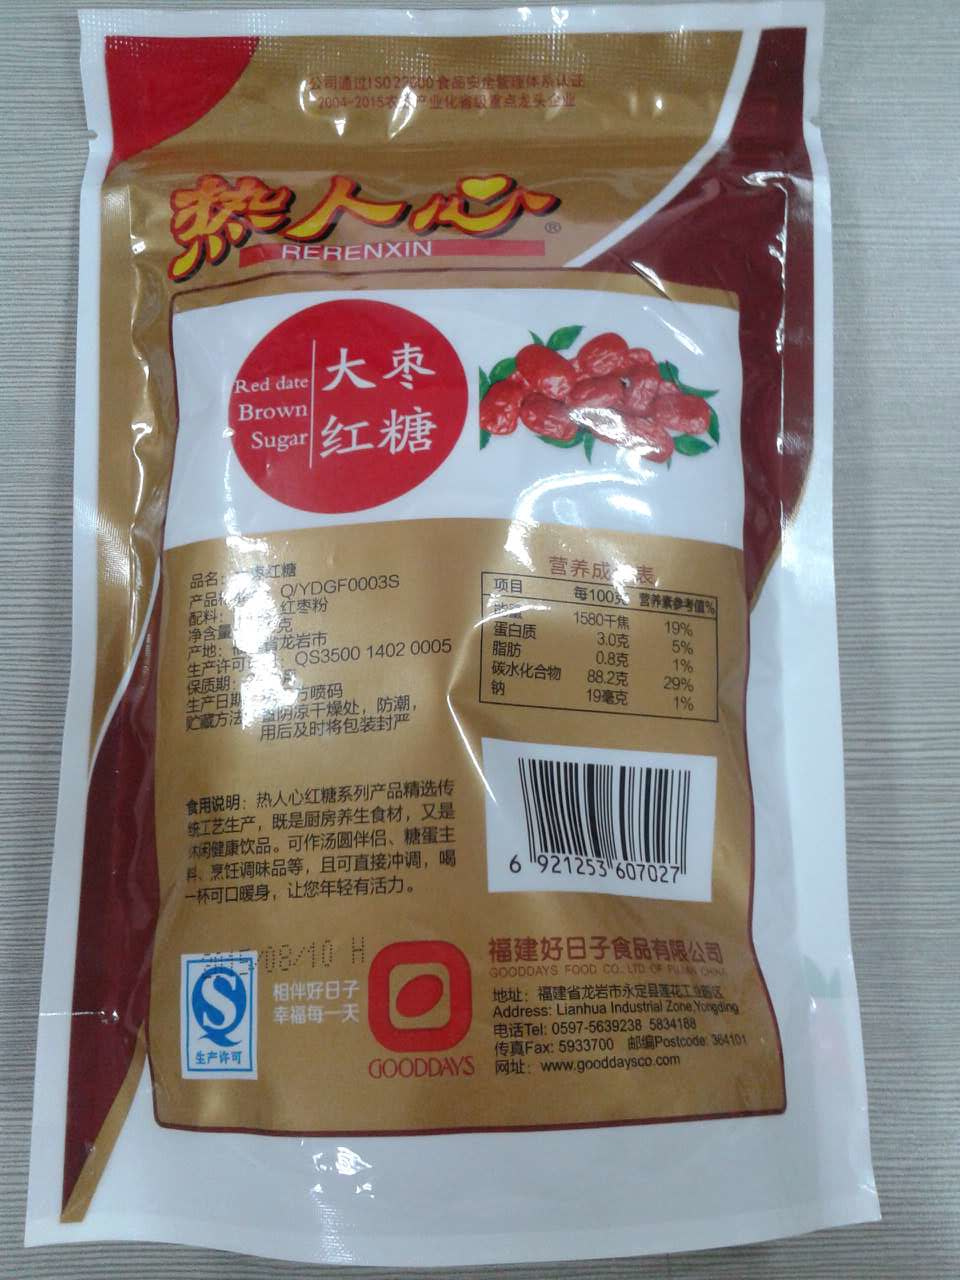 公司通过ISO22000食品安全管理体系认证
2004-2015农业产业化省级重点龙头企业
热人心®
RERENXIN
Red date
Brown
Sugar
大枣
红糖
品名: 枣红糖
产品 Q/YDGF0003S
配料: 红枣粉
净含量 克
产地: 省龙岩市
生产许可 : QS3500 1402 0005
保质期:
生产日期 方喷码
贮藏方法 置阴凉干燥处，防潮，
用后及时将包装封严
营养成 表
项目 每100克 营养素参考值%
能量 1580千焦 19%
蛋白质 3.0克 5%
脂肪 0.8克 1%
碳水化合物 88.2克 29%
钠 19毫克 1%
食用说明：热人心红糖系列产品精选传
统工艺生产，既是厨房养生食材，又是
休闲健康饮品。可作汤圆伴侣、糖蛋主
料、烹饪调味品等，且可直接冲调，喝
一杯可口暖身，让您年轻有活力。
6 921253 607027
2015/08/10 H
生产许可
相伴好日子
幸福每一天
GOODDAYS
福建好日子食品有限公司
GOODDAYS FOOD CO., LTD OF FUJIAN CHINA
地址：福建省龙岩市永定县莲花工业园区
Address: Lianhua Industrial Zone,Yongding
电话Tel: 0597-5639238 5834188
传真Fax: 5933700 邮编Postcode: 364101
网址：www.gooddaysco.com